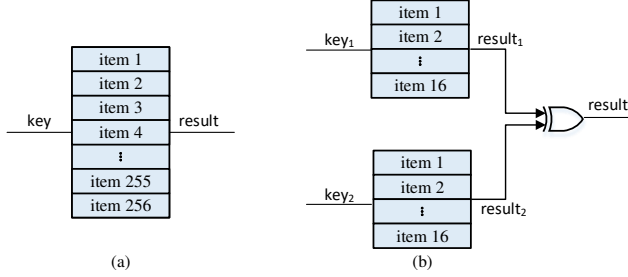 item 1
item 2
item 3
key
item 4
result
⋮
item 255
item 256
(a)
item 1
item 2
key₁
result₁
⋮
item 16
result
item 1
item 2
key₂
result₂
⋮
item 16
(b)